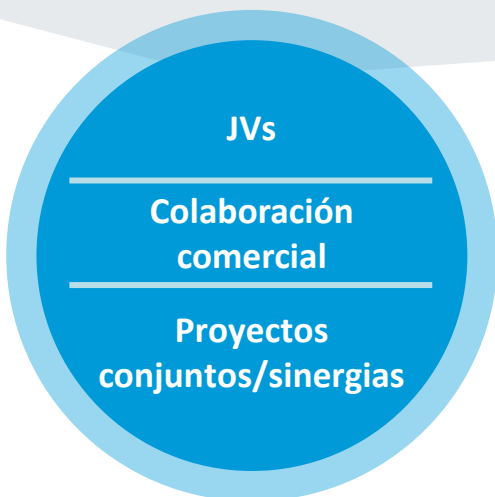 JVs
Colaboración
comercial
Proyectos
conjuntos/sinergias